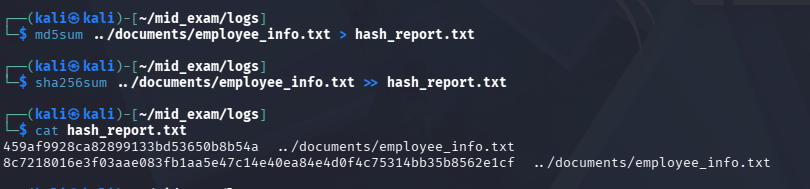 ┌──(kali㉿kali)-[~/mid_exam/logs]
└─$ md5sum ../documents/employee_info.txt > hash_report.txt
┌──(kali㉿kali)-[~/mid_exam/logs]
└─$ sha256sum ../documents/employee_info.txt >> hash_report.txt
┌──(kali㉿kali)-[~/mid_exam/logs]
└─$ cat hash_report.txt
459af9928ca82899133bd53650b8b54a  ../documents/employee_info.txt
8c7218016e3f03aae083fb1aa5e47c14e40ea84e4d0f4c75314bb35b8562e1cf  ../documents/employee_info.txt